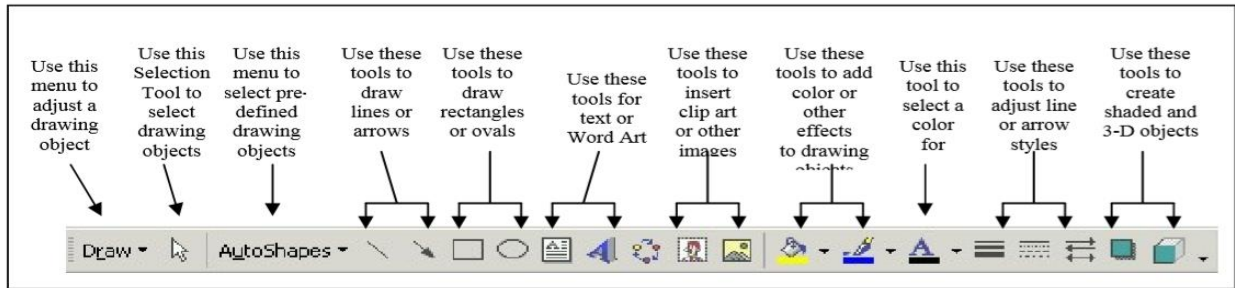 Use this
menu to
adjust a
drawing
object
Use this
Selection
Tool to
select
drawing
objects
Use this
menu to
select pre-
defined
drawing
objects
Use these
tools to
draw
lines or
arrows
Use these
tools to
draw
rectangles
or ovals
Use these
tools for
text or
Word Art
Use these
tools to
insert
clip art
or other
images
Use these
tools to add
color or
other
effects
to drawing
objects
Use this
tool to
select a
color
for
Use these
tools to
adjust line
or arrow
styles
Use these
tools to
create
shaded and
3-D objects
Draw
AutoShapes